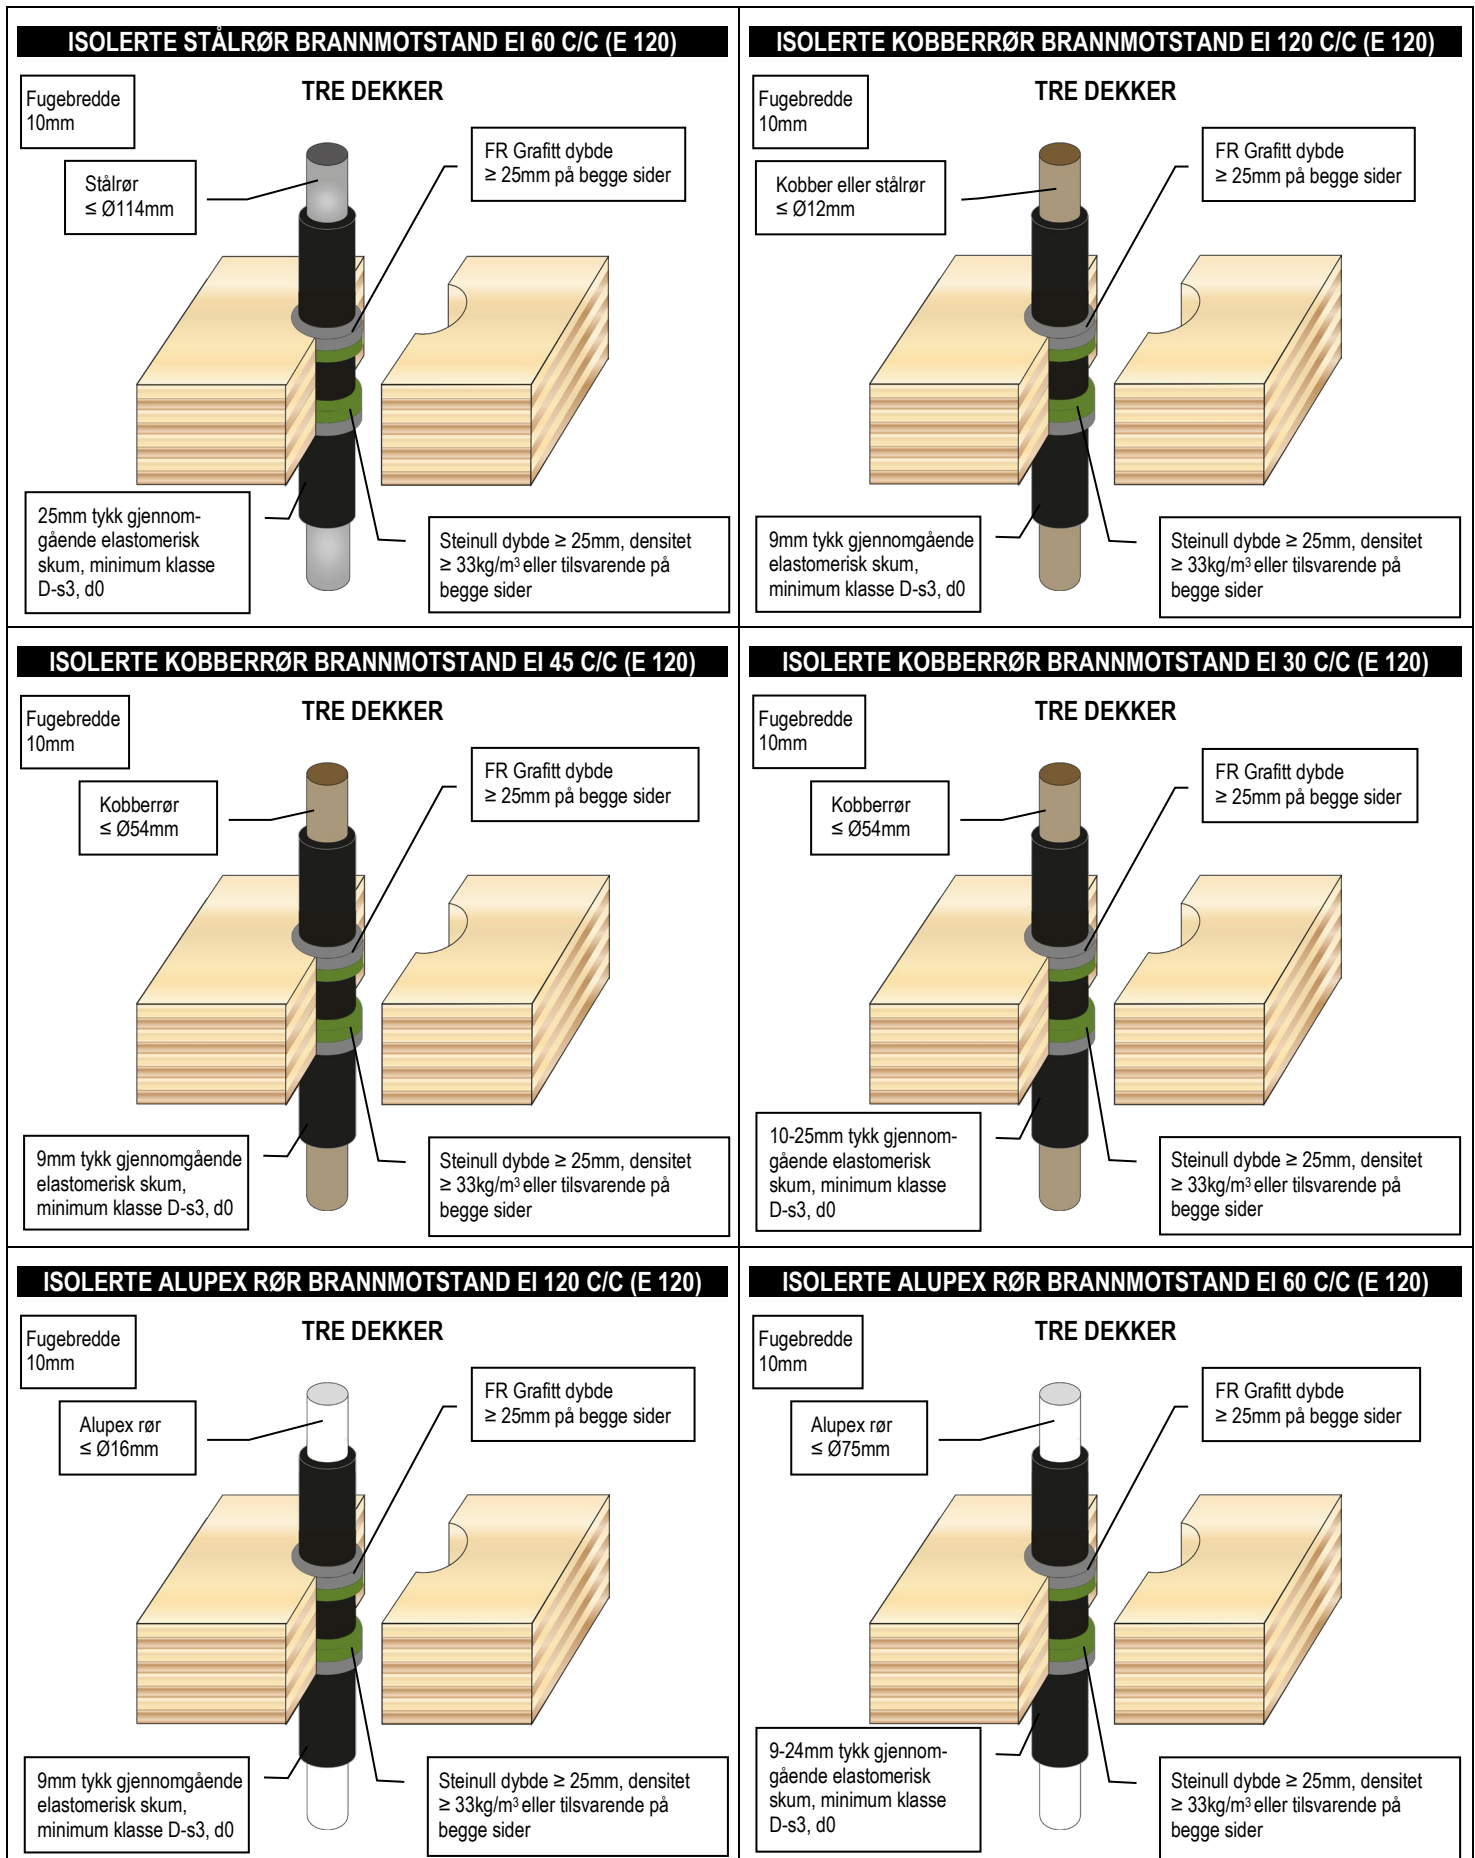 ISOLERTE STÅLRØR BRANNMOTSTAND EI 60 C/C (E 120)
TRE DEKKER
Fugebredde
10mm
FR Grafitt dybde
≥ 25mm på begge sider
Stålrør
≤ Ø114mm
25mm tykk gjennom-
gående elastomerisk
skum, minimum klasse
D-s3, d0
Steinull dybde ≥ 25mm, densitet
≥ 33kg/m³ eller tilsvarende på
begge sider
ISOLERTE KOBBERRØR BRANNMOTSTAND EI 120 C/C (E 120)
TRE DEKKER
Fugebredde
10mm
FR Grafitt dybde
≥ 25mm på begge sider
Kobber eller stålrør
≤ Ø12mm
9mm tykk gjennomgående
elastomerisk skum,
minimum klasse D-s3, d0
Steinull dybde ≥ 25mm, densitet
≥ 33kg/m³ eller tilsvarende på
begge sider
ISOLERTE KOBBERRØR BRANNMOTSTAND EI 45 C/C (E 120)
TRE DEKKER
Fugebredde
10mm
FR Grafitt dybde
≥ 25mm på begge sider
Kobberrør
≤ Ø54mm
9mm tykk gjennomgående
elastomerisk skum,
minimum klasse D-s3, d0
Steinull dybde ≥ 25mm, densitet
≥ 33kg/m³ eller tilsvarende på
begge sider
ISOLERTE KOBBERRØR BRANNMOTSTAND EI 30 C/C (E 120)
TRE DEKKER
Fugebredde
10mm
FR Grafitt dybde
≥ 25mm på begge sider
Kobberrør
≤ Ø54mm
10-25mm tykk gjennom-
gående elastomerisk
skum, minimum klasse
D-s3, d0
Steinull dybde ≥ 25mm, densitet
≥ 33kg/m³ eller tilsvarende på
begge sider
ISOLERTE ALUPEX RØR BRANNMOTSTAND EI 120 C/C (E 120)
TRE DEKKER
Fugebredde
10mm
FR Grafitt dybde
≥ 25mm på begge sider
Alupex rør
≤ Ø16mm
9mm tykk gjennomgående
elastomerisk skum,
minimum klasse D-s3, d0
Steinull dybde ≥ 25mm, densitet
≥ 33kg/m³ eller tilsvarende på
begge sider
ISOLERTE ALUPEX RØR BRANNMOTSTAND EI 60 C/C (E 120)
TRE DEKKER
Fugebredde
10mm
FR Grafitt dybde
≥ 25mm på begge sider
Alupex rør
≤ Ø75mm
9-24mm tykk gjennom-
gående elastomerisk
skum, minimum klasse
D-s3, d0
Steinull dybde ≥ 25mm, densitet
≥ 33kg/m³ eller tilsvarende på
begge sider